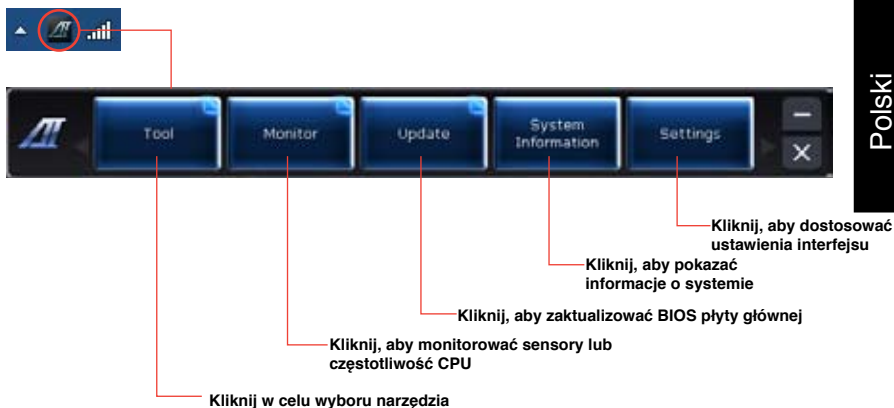 Polski
Tool
Monitor
Update
System
Information
Settings
Kliknij, aby dostosować
ustawienia interfejsu
Kliknij, aby pokazać
informacje o systemie
Kliknij, aby zaktualizować BIOS płyty głównej
Kliknij, aby monitorować sensory lub
częstotliwość CPU
Kliknij w celu wyboru narzędzia